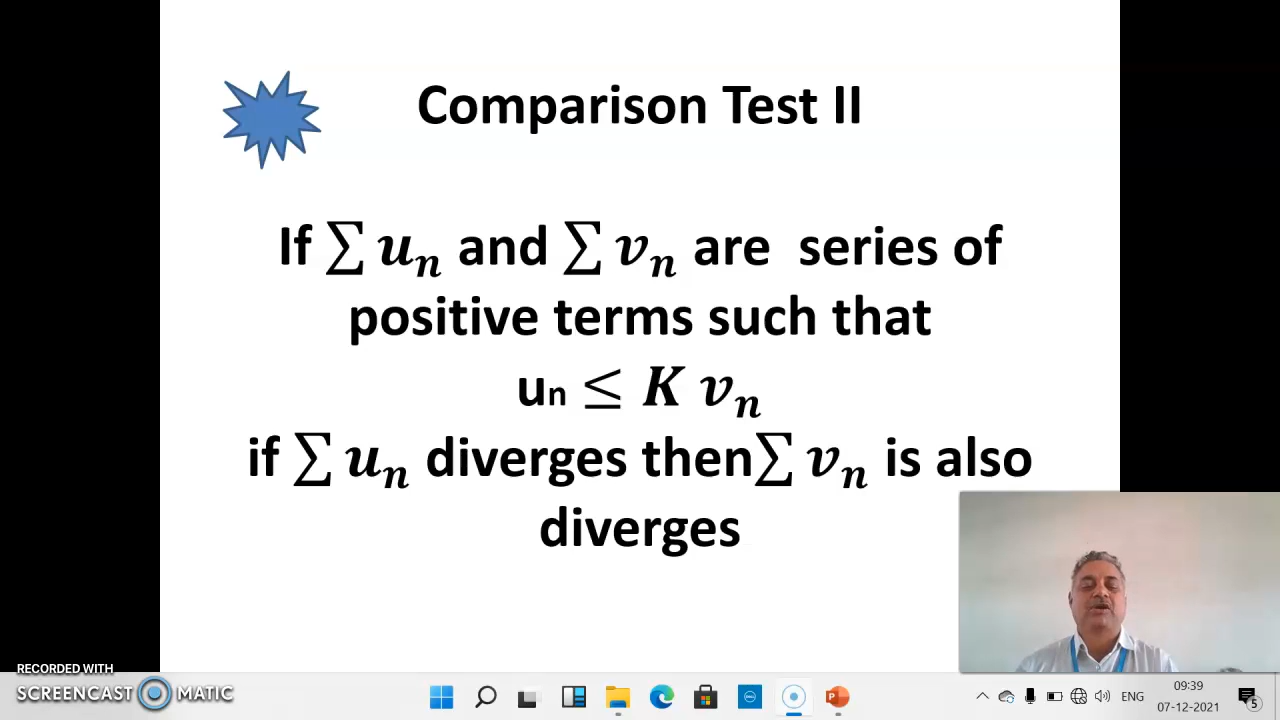 Comparison Test II
If ∑ uₙ and ∑ vₙ are series of
positive terms such that
uₙ ≤ K vₙ
if ∑ uₙ diverges then∑ vₙ is also
diverges
RECORDED WITH
SCREENCAST MATIC
ENG
09:39
07-12-2021
5